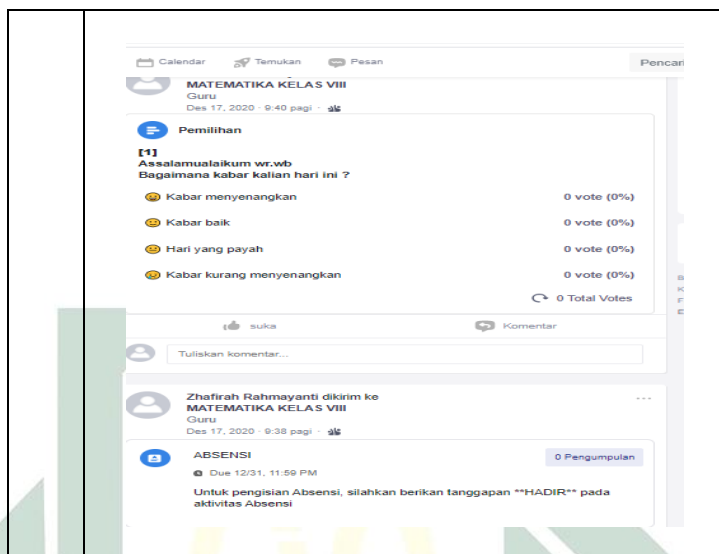 Calendar Temukan Pesan Pencari
MATEMATIKA KELAS VIII
Guru
Des 17, 2020 · 9:40 pagi ·
Pemilihan
[1]
Assalamualaikum wr.wb
Bagaimana kabar kalian hari ini ?
Kabar menyenangkan 0 vote (0%)
Kabar baik 0 vote (0%)
Hari yang payah 0 vote (0%)
Kabar kurang menyenangkan 0 vote (0%)
0 Total Votes
suka Komentar
Tuliskan komentar...
Zhafirah Rahmayanti dikirim ke
MATEMATIKA KELAS VIII
Guru
Des 17, 2020 · 9:38 pagi ·
ABSENSI 0 Pengumpulan
Due 12/31, 11:59 PM
Untuk pengisian Absensi, silahkan berikan tanggapan **HADIR** pada
aktivitas Absensi